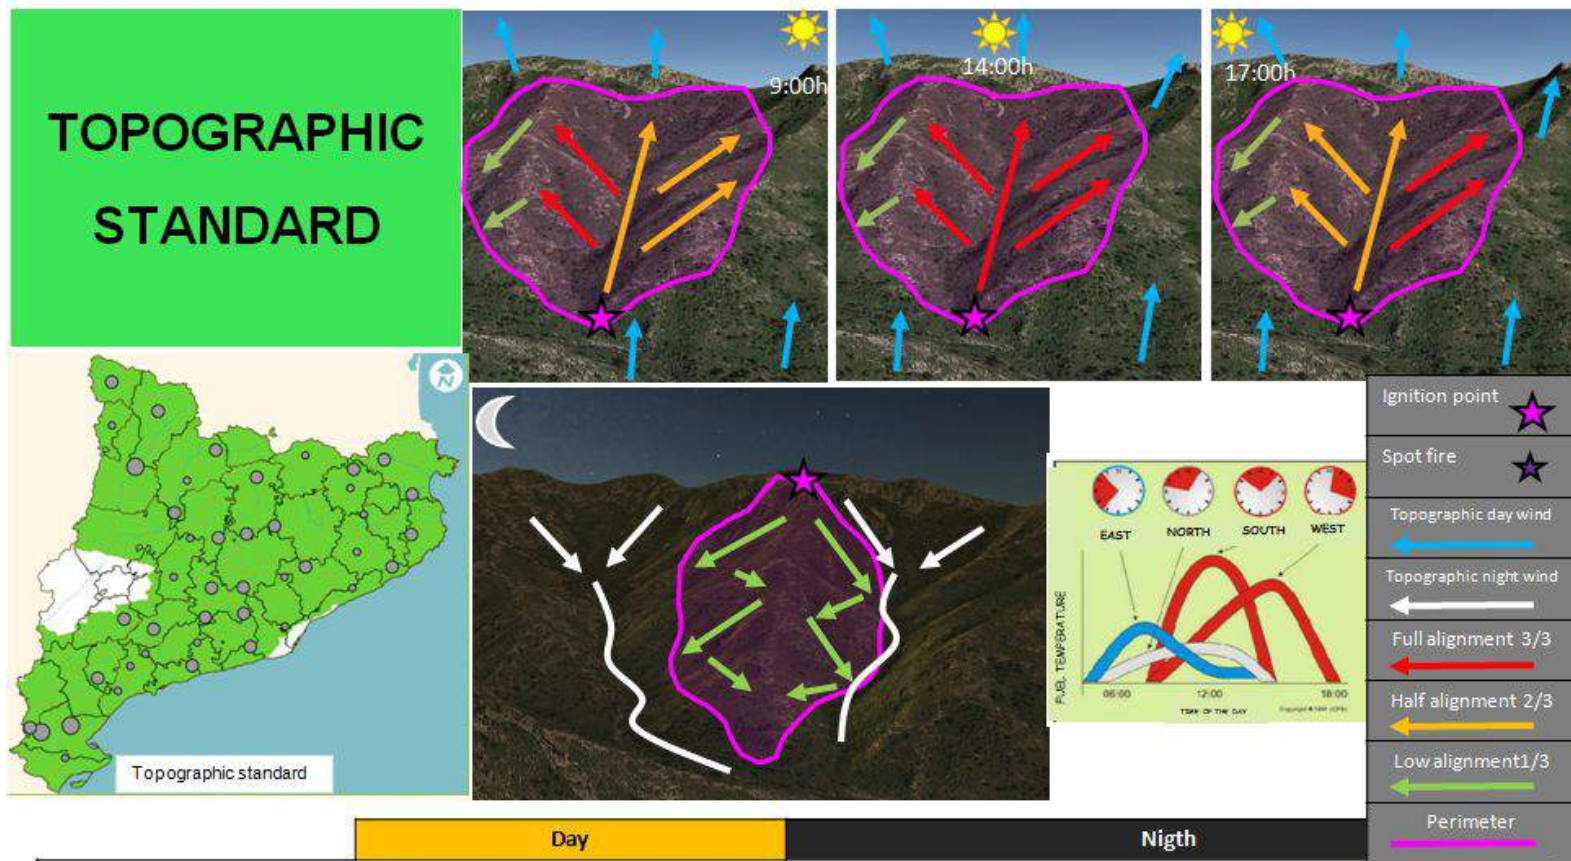 TOPOGRAPHIC
STANDARD
9:00h
14:00h
17:00h
N
Topographic standard
EAST
NORTH
SOUTH
WEST
FUEL TEMPERATURE
06:00
12:00
18:00
TIME OF THE DAY
Ignition point
Spot fire
Topographic day wind
Topographic night wind
Full alignment 3/3
Half alignment 2/3
Low alignment1/3
Perimeter
Day
Nigth